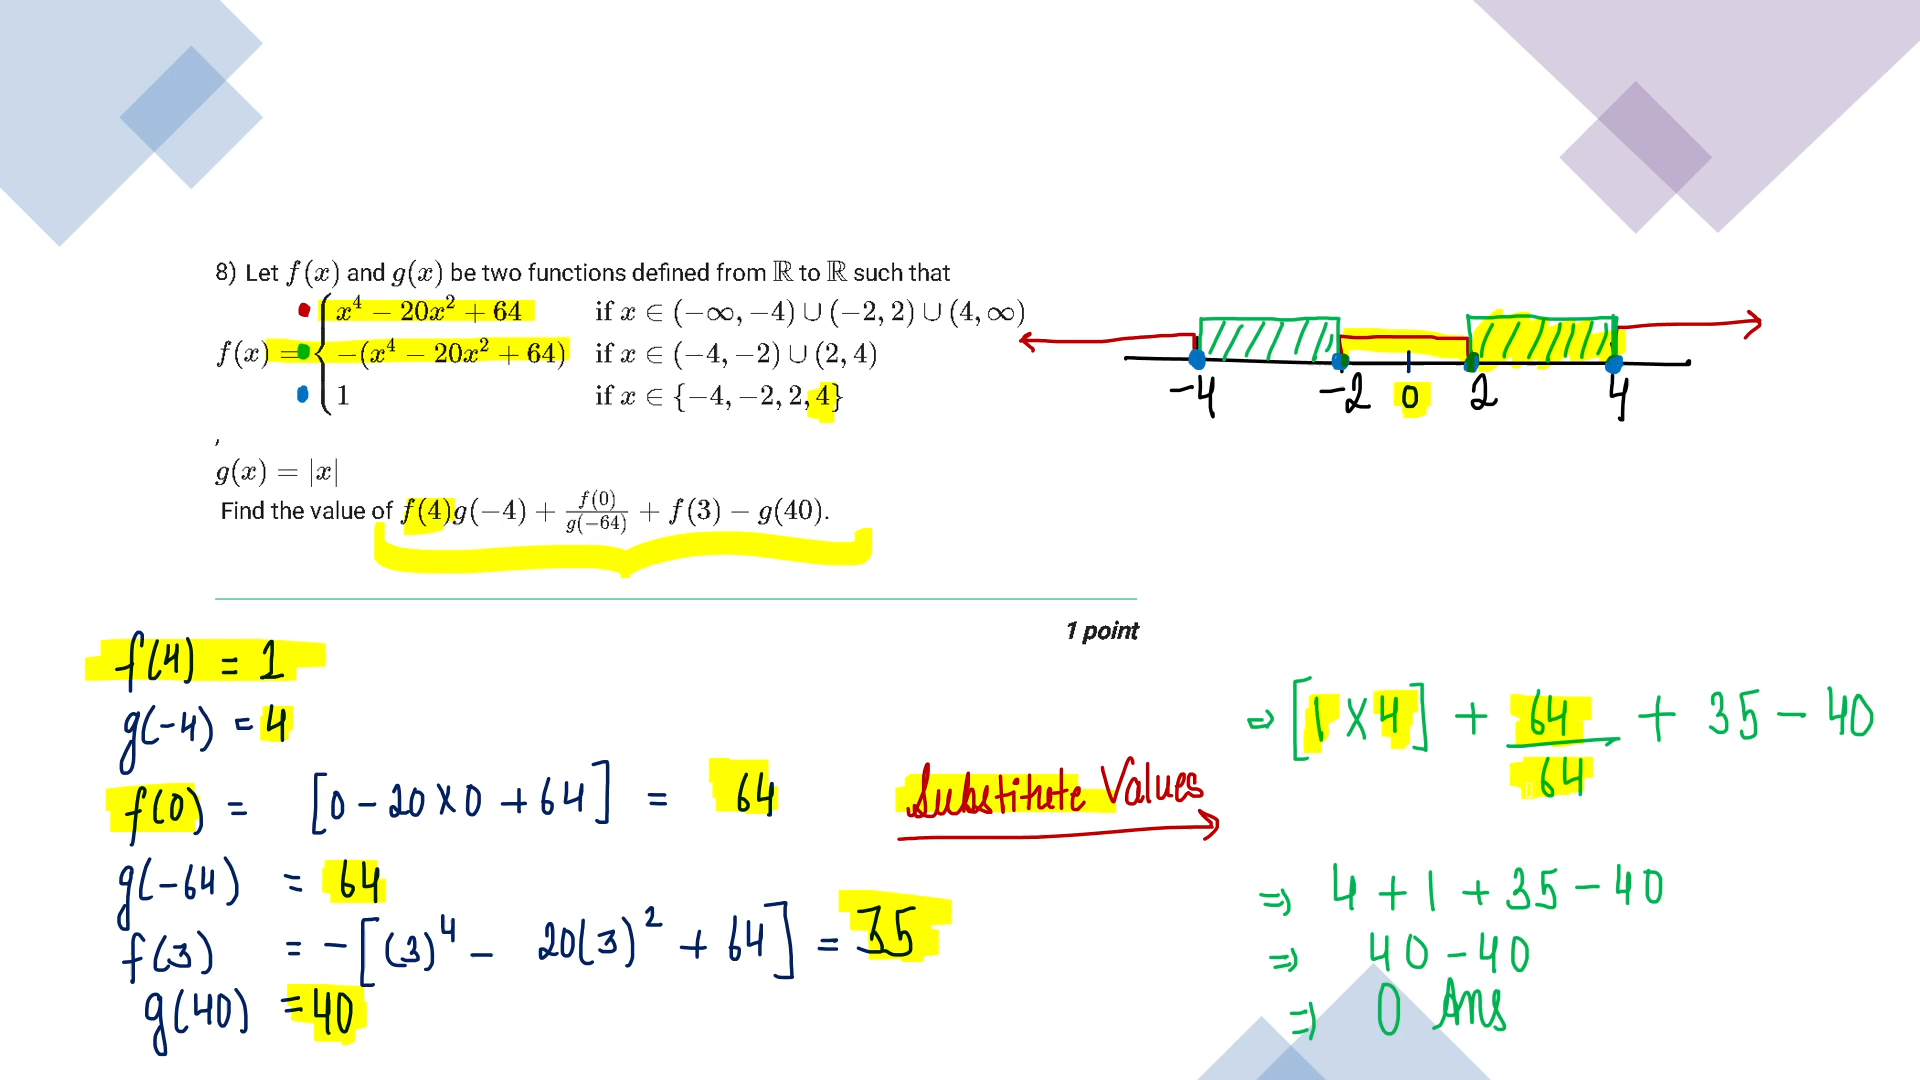 8) Let f(x) and g(x) be two functions defined from ℝ to ℝ such that
f(x) = { x⁴ − 20x² + 64 if x ∈ (−∞, −4) ∪ (−2, 2) ∪ (4, ∞)
−(x⁴ − 20x² + 64) if x ∈ (−4, −2) ∪ (2, 4)
1 if x ∈ {−4, −2, 2, 4}
,
g(x) = |x|
Find the value of f(4)g(−4) + f(0)/g(−64) + f(3) − g(40).
1 point
−4 −2 0 2 4
f(4) = 1
g(−4) = 4
f(0) = [0 − 20 × 0 + 64] = 64
g(−64) = 64
f(3) = −[(3)⁴ − 20(3)² + 64] = 35
g(40) = 40
Substitute Values
⇒ [1 × 4] + 64/64 + 35 − 40
⇒ 4 + 1 + 35 − 40
⇒ 40 − 40
⇒ 0 Ans